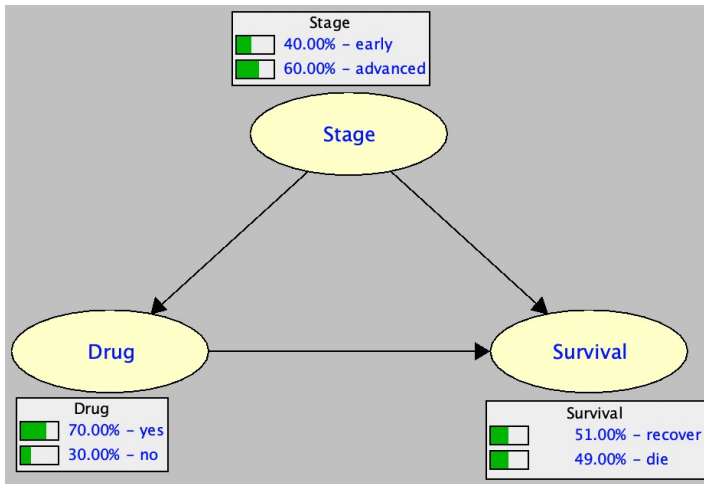 Stage
40.00% – early
60.00% – advanced
Stage
Drug
Survival
Drug
70.00% – yes
30.00% – no
Survival
51.00% – recover
49.00% – die